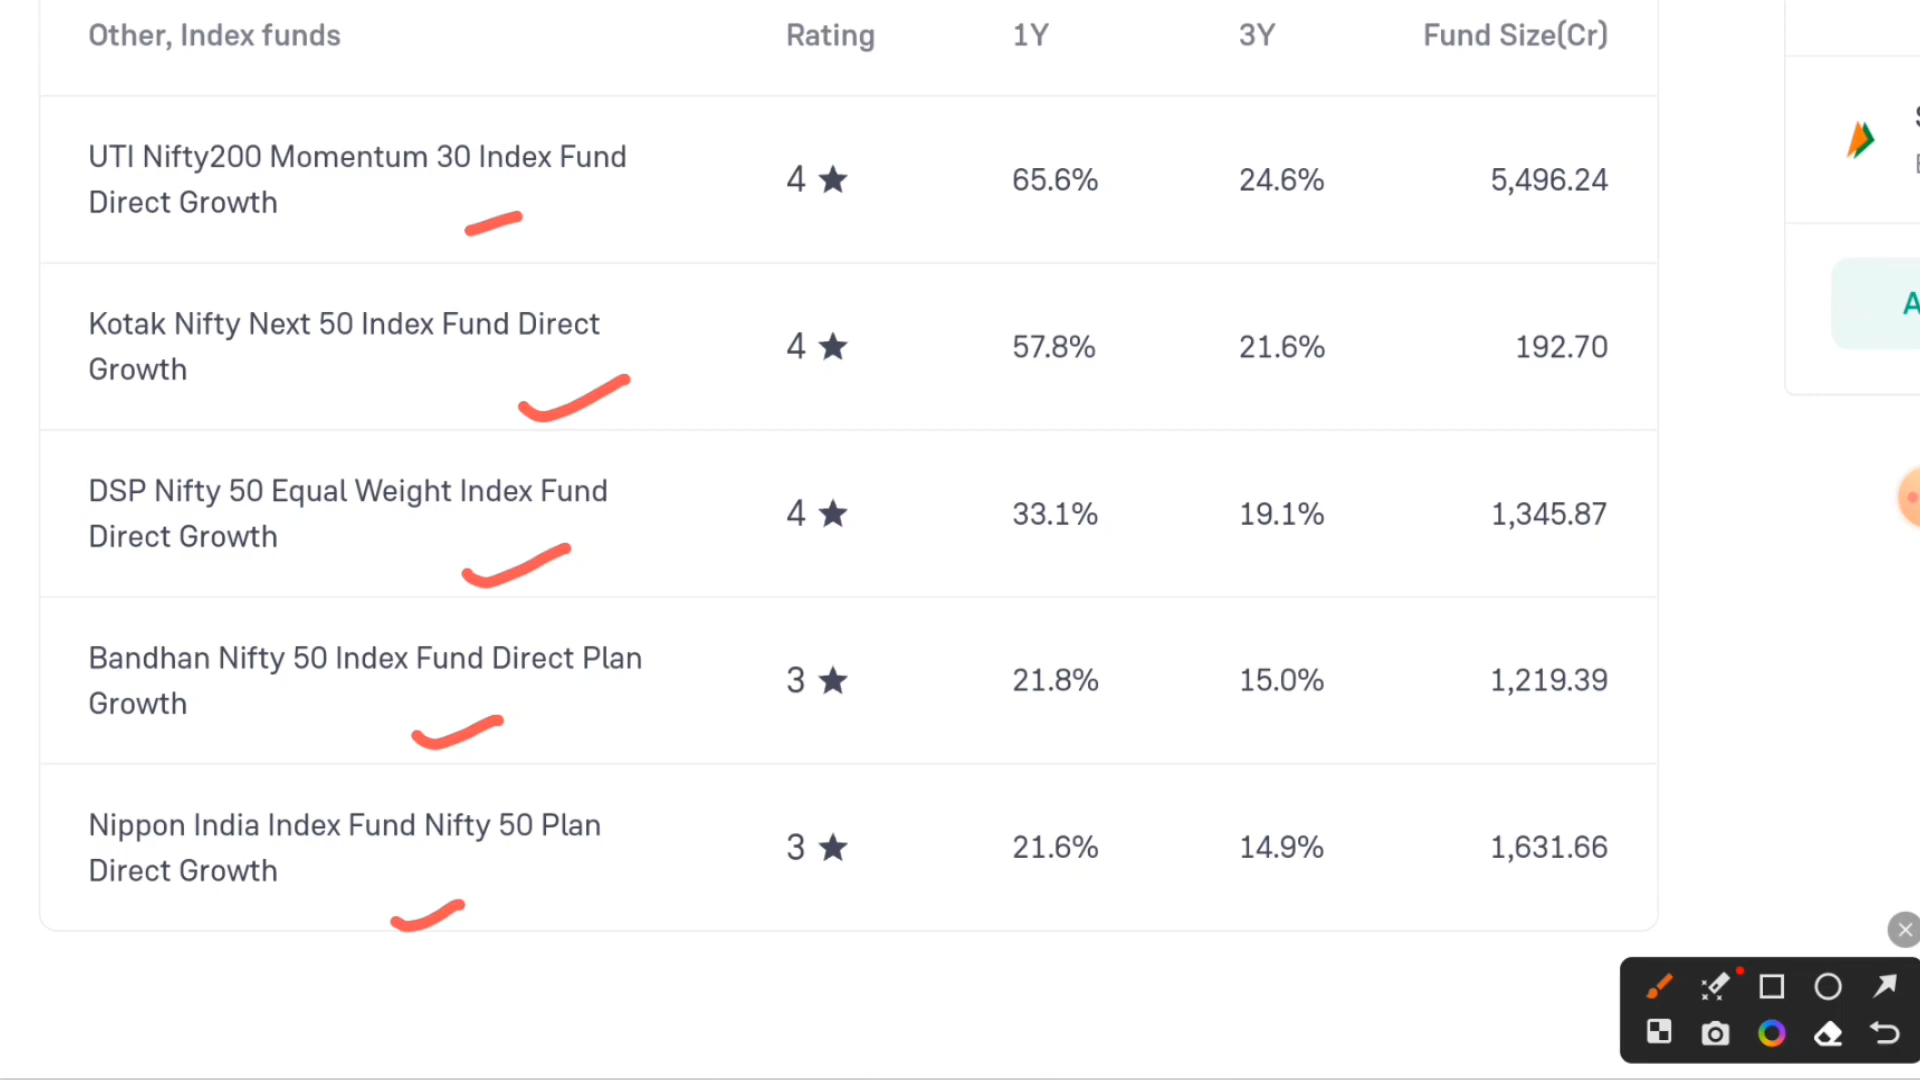 Other, Index funds Rating 1Y 3Y Fund Size(Cr)
UTI Nifty200 Momentum 30 Index Fund
Direct Growth
4 ★ 65.6% 24.6% 5,496.24
Kotak Nifty Next 50 Index Fund Direct
Growth
4 ★ 57.8% 21.6% 192.70
DSP Nifty 50 Equal Weight Index Fund
Direct Growth
4 ★ 33.1% 19.1% 1,345.87
Bandhan Nifty 50 Index Fund Direct Plan
Growth
3 ★ 21.8% 15.0% 1,219.39
Nippon India Index Fund Nifty 50 Plan
Direct Growth
3 ★ 21.6% 14.9% 1,631.66